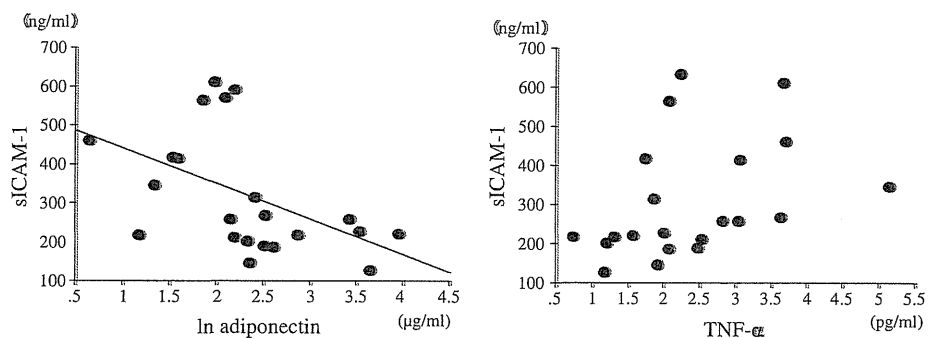 (ng/ml)
700
600
500
400
300
200
100
sICAM-1
.5 1 1.5 2 2.5 3 3.5 4 4.5
ln adiponectin (μg/ml)
(ng/ml)
700
600
500
400
300
200
100
sICAM-1
.5 1 1.5 2 2.5 3 3.5 4 4.5 5 5.5
TNF-α (pg/ml)